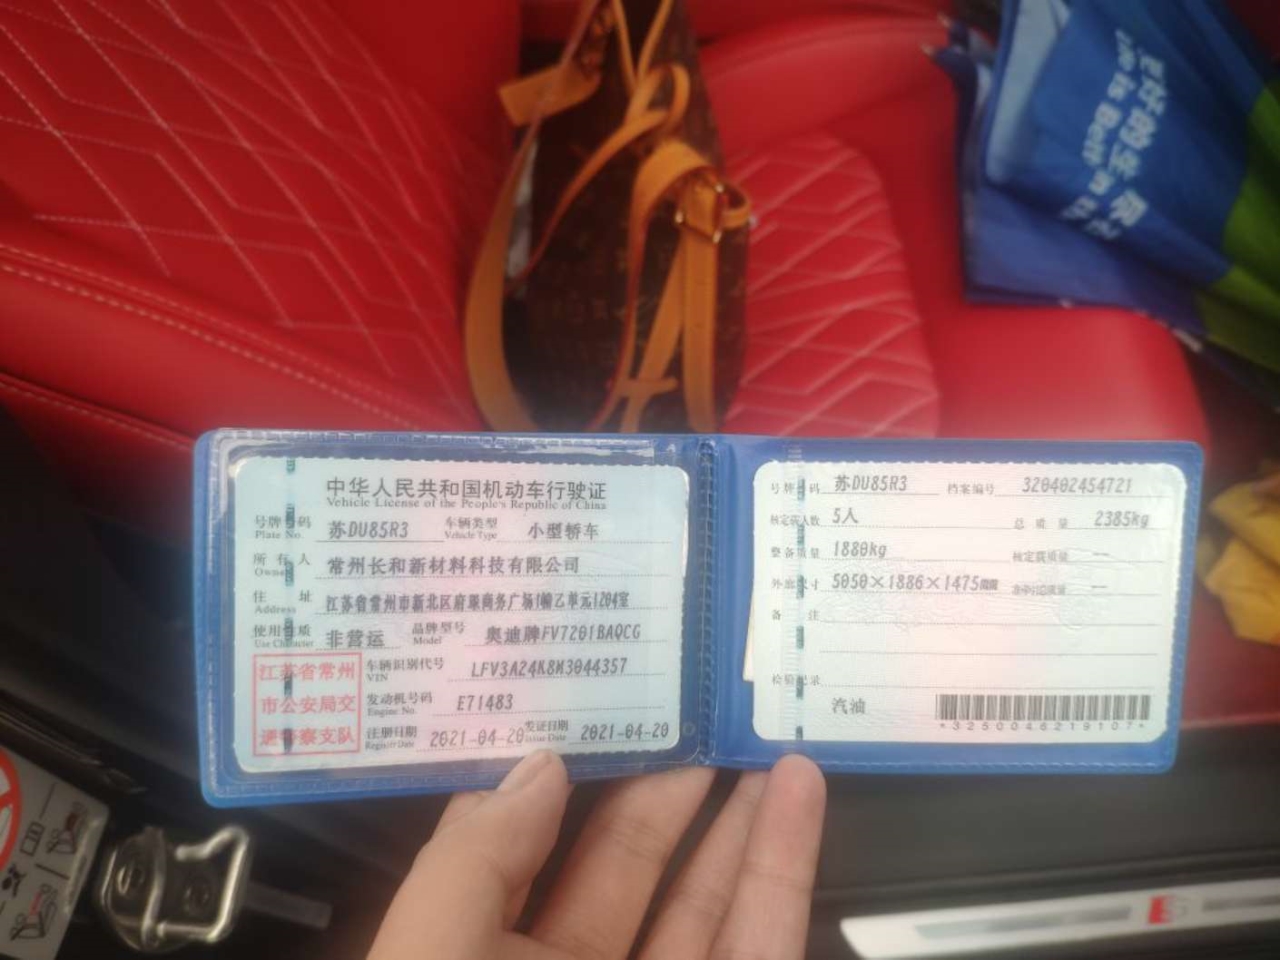 中华人民共和国机动车行驶证
Vehicle License of the People's Republic of China
号牌号码 苏DU85R3 车辆类型 小型轿车
Plate No. Vehicle Type
所有人 常州长和新材料科技有限公司
Owner
住址 江苏省常州市新北区府琛商务广场1幢乙单元1204室
Address
使用性质 非营运 品牌型号 奥迪牌FV7201BAQCG
Use Character Model
江苏省常州
市公安局交
通警察支队
车辆识别代号 LFV3A24K8M3044357
VIN
发动机号码 E71483
Engine No.
注册日期 2021-04-20 发证日期 2021-04-20
Register Date Issue Date
号牌号码 苏DU85R3 档案编号 320402454721
核定载人数 5人 总质量 2385kg
整备质量 1880kg 核定载质量 --
外廓尺寸 5050×1886×1475mm 准牵引总质量 --
备注
检验记录
汽油
*3250046219107*
更好的生活